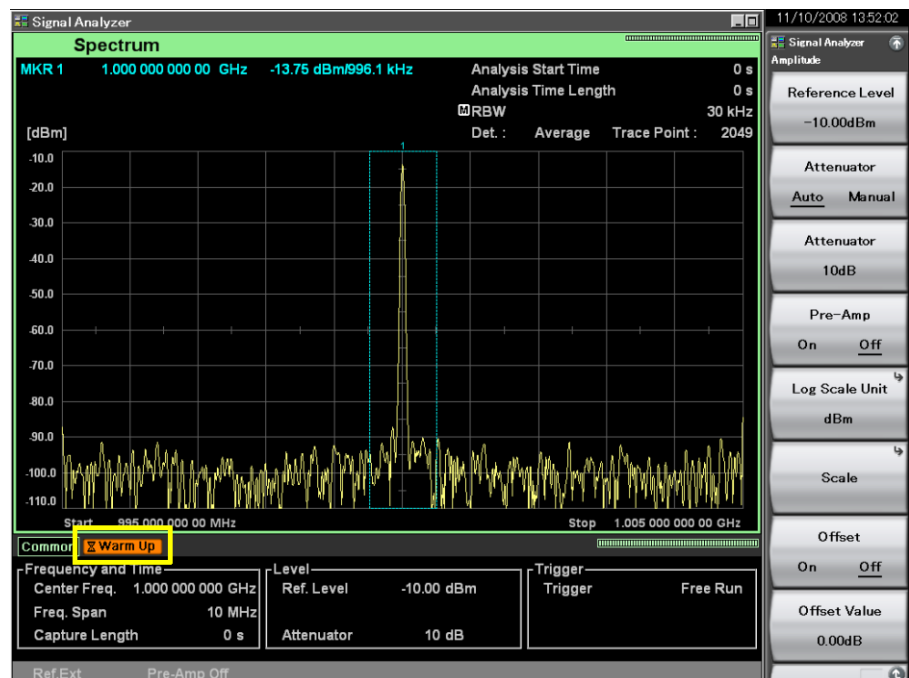 Signal Analyzer
Spectrum
MKR 1 1.000 000 000 00 GHz -13.75 dBm/996.1 kHz
Analysis Start Time 0 s
Analysis Time Length 0 s
M RBW 30 kHz
[dBm] Det. : Average Trace Point : 2049
1
-10.0
-20.0
-30.0
-40.0
-50.0
-60.0
-70.0
-80.0
-90.0
-100.0
-110.0
Start 995.000 000 00 MHz Stop 1.005 000 000 00 GHz
Common Warm Up
Frequency and Time
Center Freq. 1.000 000 000 GHz
Freq. Span 10 MHz
Capture Length 0 s
Level
Ref. Level -10.00 dBm
Attenuator 10 dB
Trigger
Trigger Free Run
Ref.Ext Pre-Amp Off
11/10/2008 13:52:02
Signal Analyzer
Amplitude
Reference Level
-10.00dBm
Attenuator
Auto Manual
Attenuator
10dB
Pre-Amp
On Off
Log Scale Unit
dBm
Scale
Offset
On Off
Offset Value
0.00dB